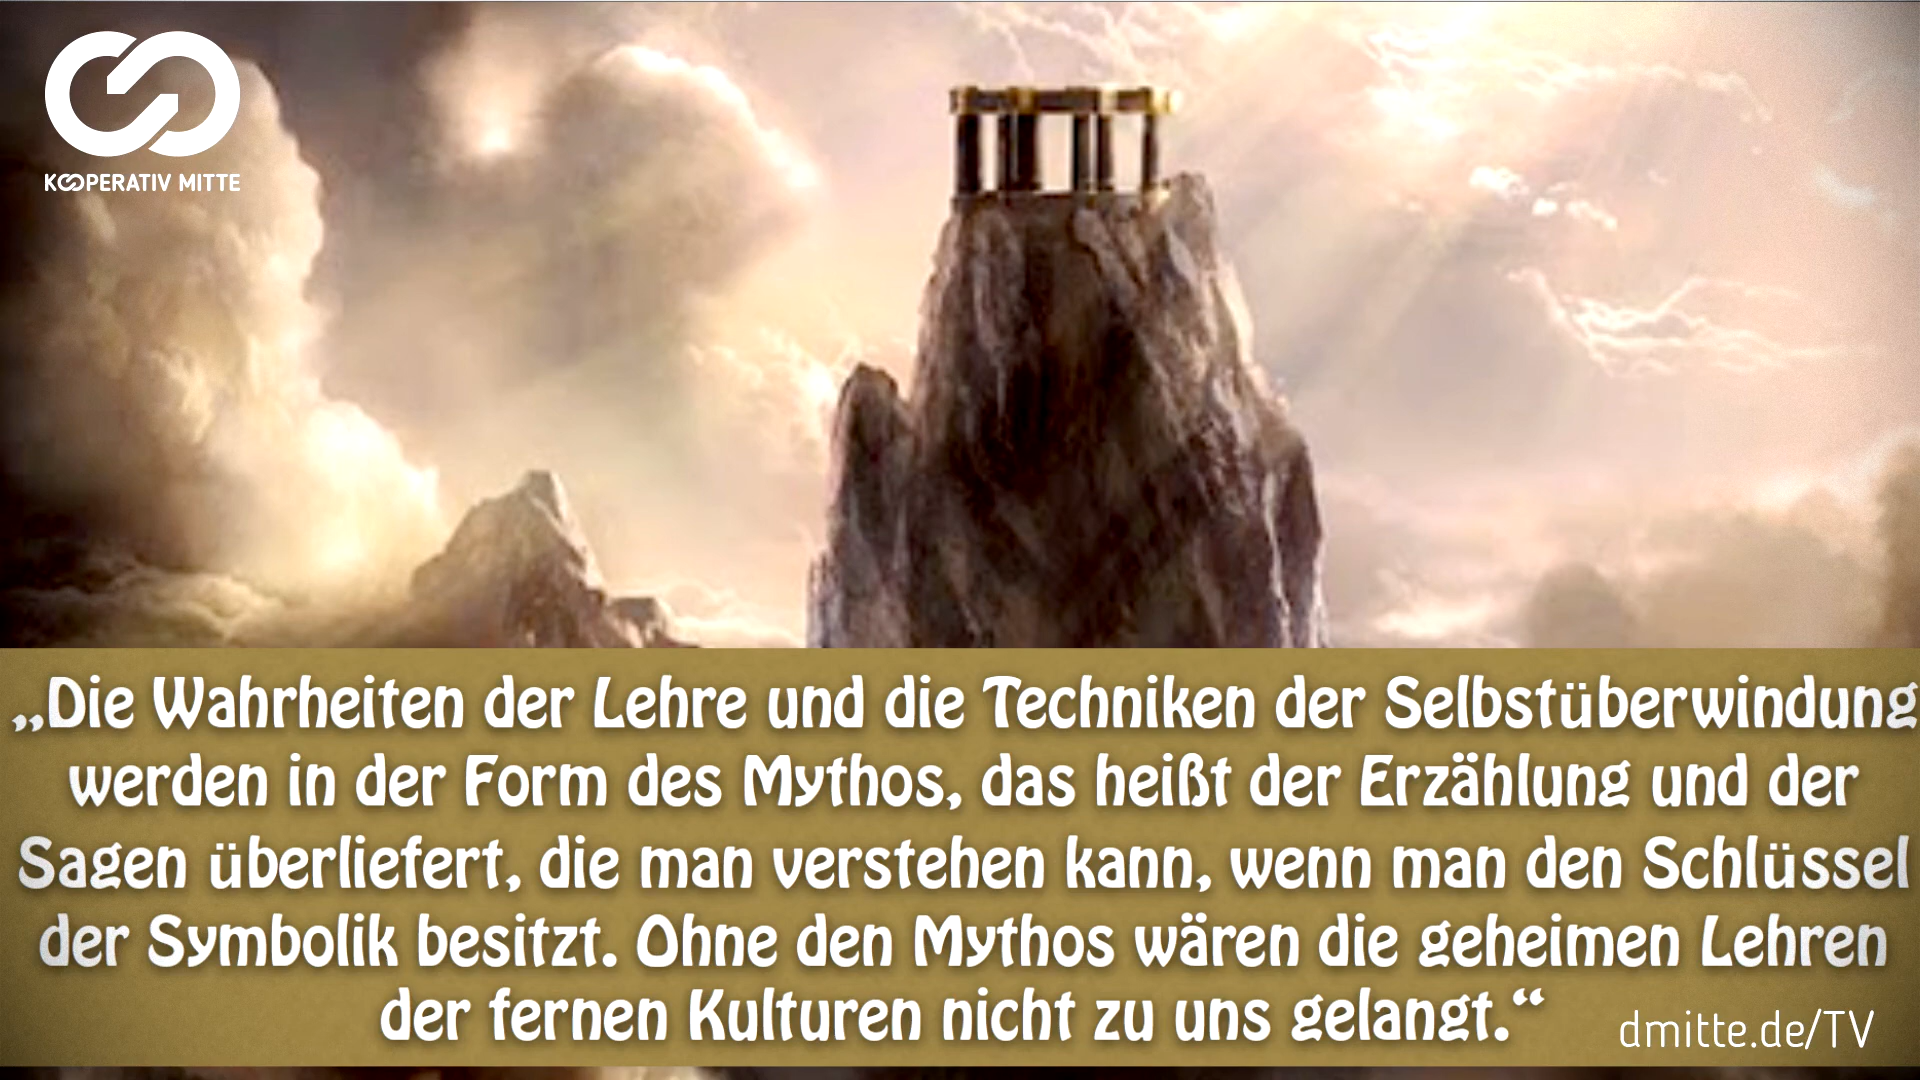 KOOPERATIV MITTE
„Die Wahrheiten der Lehre und die Techniken der Selbstüberwindung
werden in der Form des Mythos, das heißt der Erzählung und der
Sagen überliefert, die man verstehen kann, wenn man den Schlüssel
der Symbolik besitzt. Ohne den Mythos wären die geheimen Lehren
der fernen Kulturen nicht zu uns gelangt.“
dmitte.de/TV